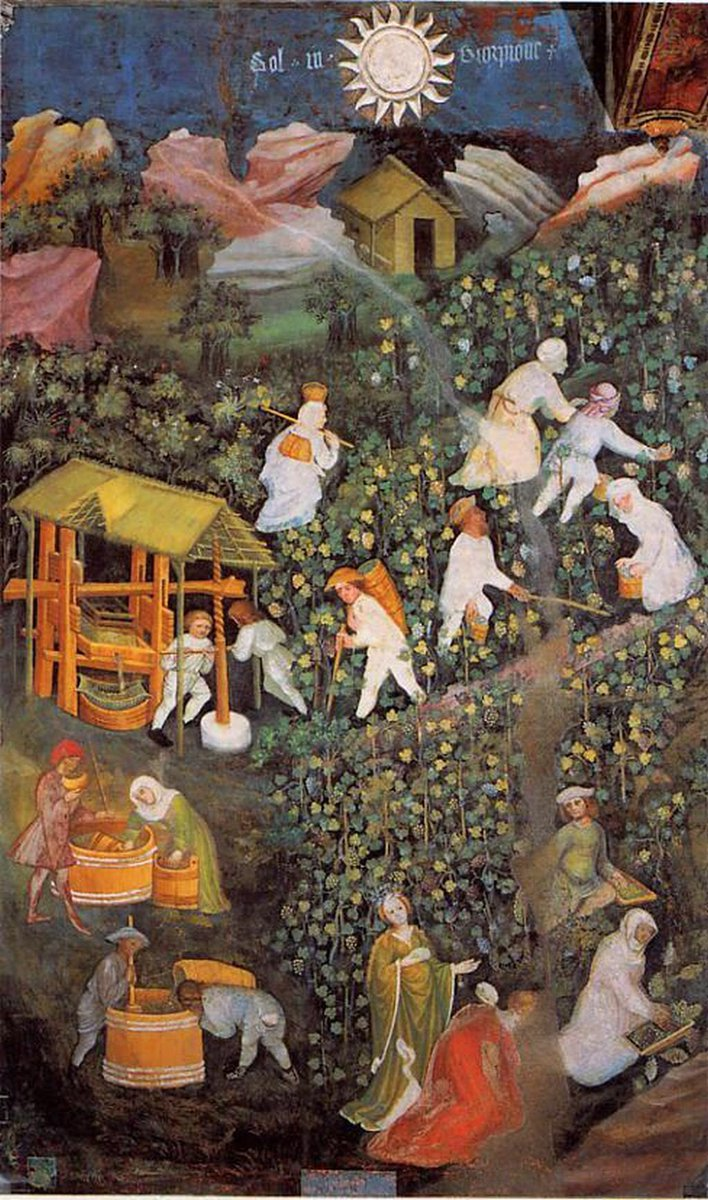 Sol · in · Scorpione +